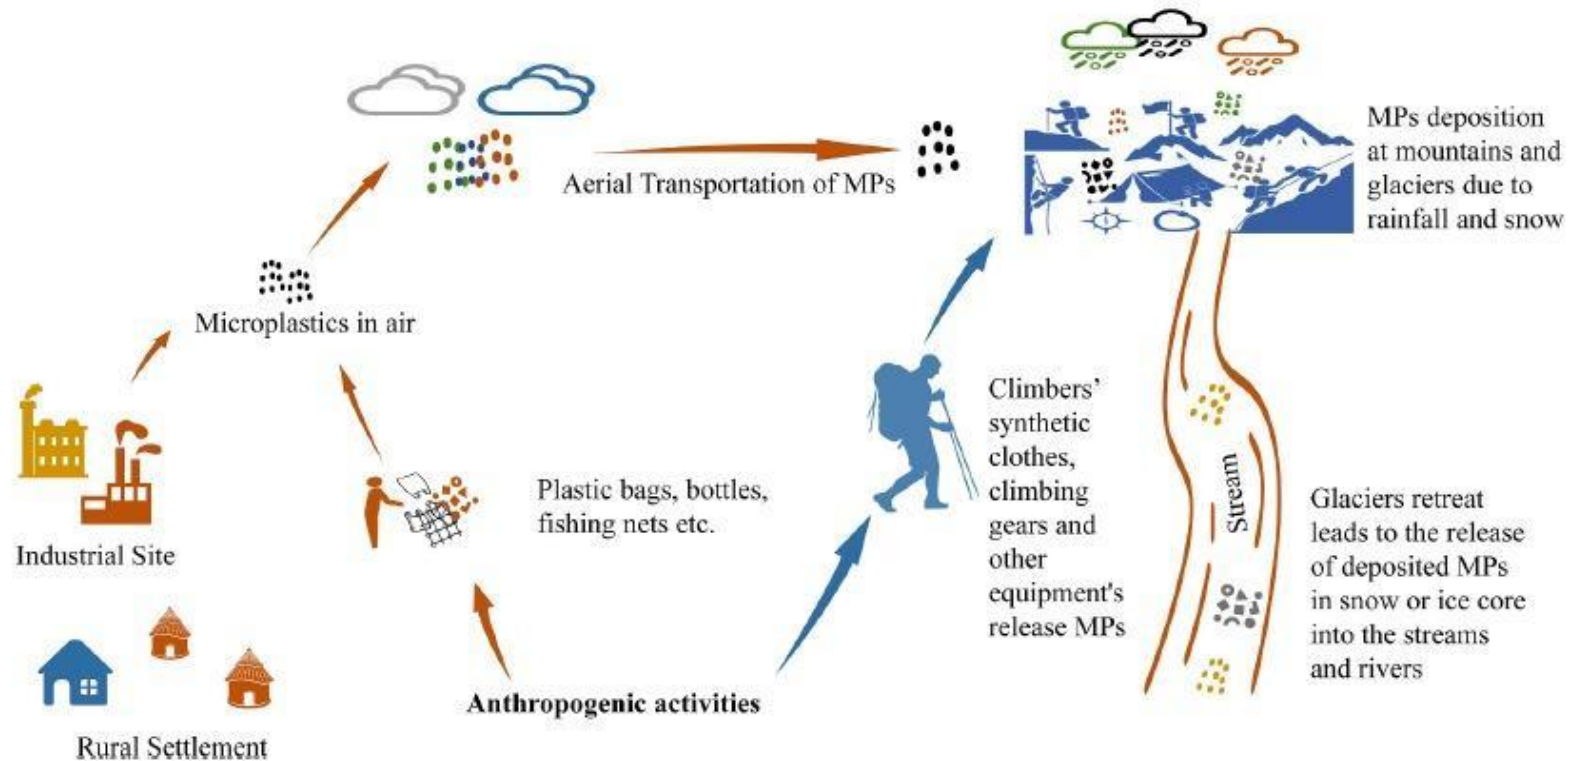 MPs deposition
at mountains and
glaciers due to
rainfall and snow
Aerial Transportation of MPs
Microplastics in air
Industrial Site
Rural Settlement
Plastic bags, bottles,
fishing nets etc.
Anthropogenic activities
Climbers’
synthetic
clothes,
climbing
gears and
other
equipment's
release MPs
Stream
Glaciers retreat
leads to the release
of deposited MPs
in snow or ice core
into the streams
and rivers